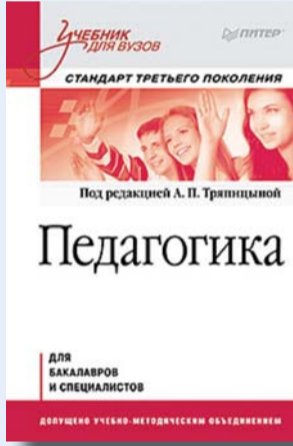 УЧЕБНИК
ДЛЯ ВУЗОВ
ПИТЕР
СТАНДАРТ ТРЕТЬЕГО ПОКОЛЕНИЯ
Под редакцией А. П. Тряпицыной
Педагогика
ДЛЯ
БАКАЛАВРОВ
И СПЕЦИАЛИСТОВ
ДОПУЩЕНО УЧЕБНО-МЕТОДИЧЕСКИМ ОБЪЕДИНЕНИЕМ